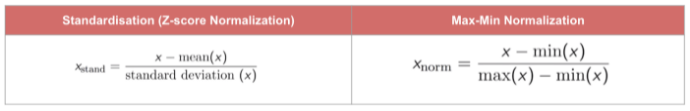 Standardisation (Z-score Normalization)
Max-Min Normalization
x_stand = (x − mean(x)) / (standard deviation (x))
x_norm = (x − min(x)) / (max(x) − min(x))